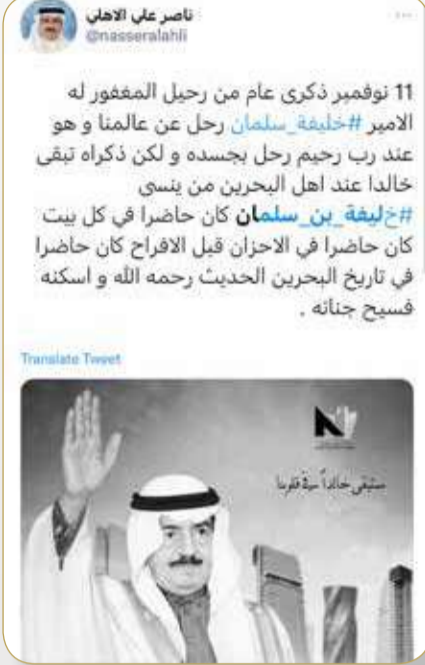 ناصر علي الاهلي
@nasseralahli
11 نوفمبر ذكرى عام من رحيل المغفور له
الامير #خليفة_سلمان رحل عن عالمنا و هو
عند رب رحيم رحل بجسده و لكن ذكراه تبقى
خالدا عند اهل البحرين من ينسى
#خليفة_بن_سلمان كان حاضرا في كل بيت
كان حاضرا في الاحزان قبل الافراح كان حاضرا
في تاريخ البحرين الحديث رحمه الله و اسكنه
فسيح جناته .
Translate Tweet
ستبقى خالداً في قلوبنا